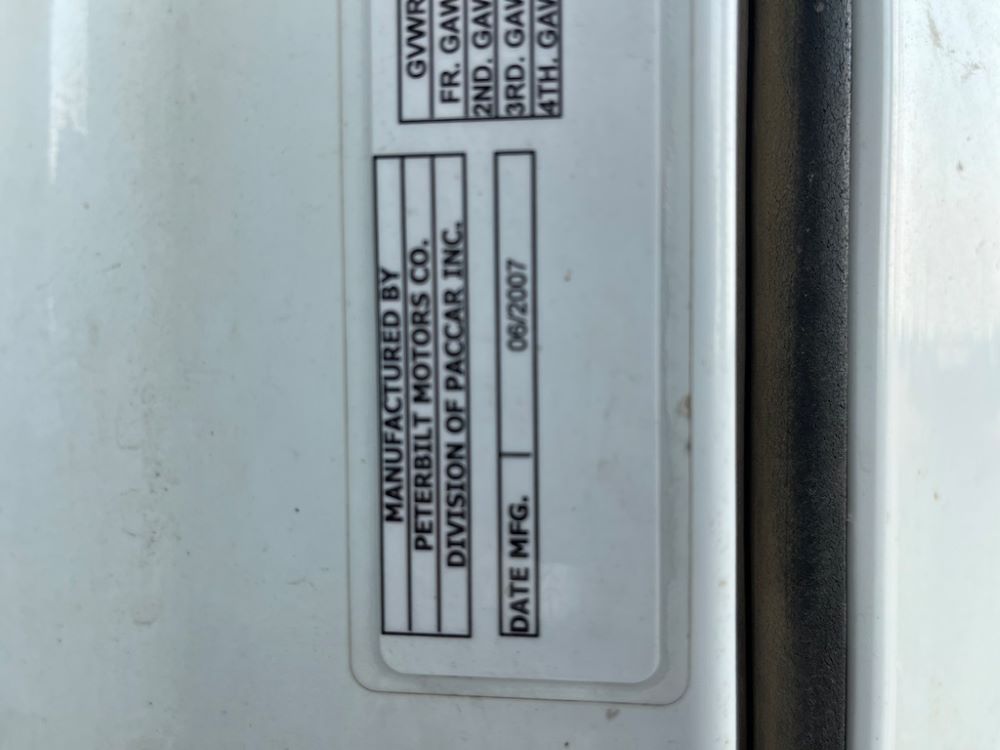 MANUFACTURED BY
PETERBILT MOTORS CO.
DIVISION OF PACCAR INC.
DATE MFG. 06/2007
GVWR
FR. GAW
2ND. GAW
3RD. GAW
4TH. GAW